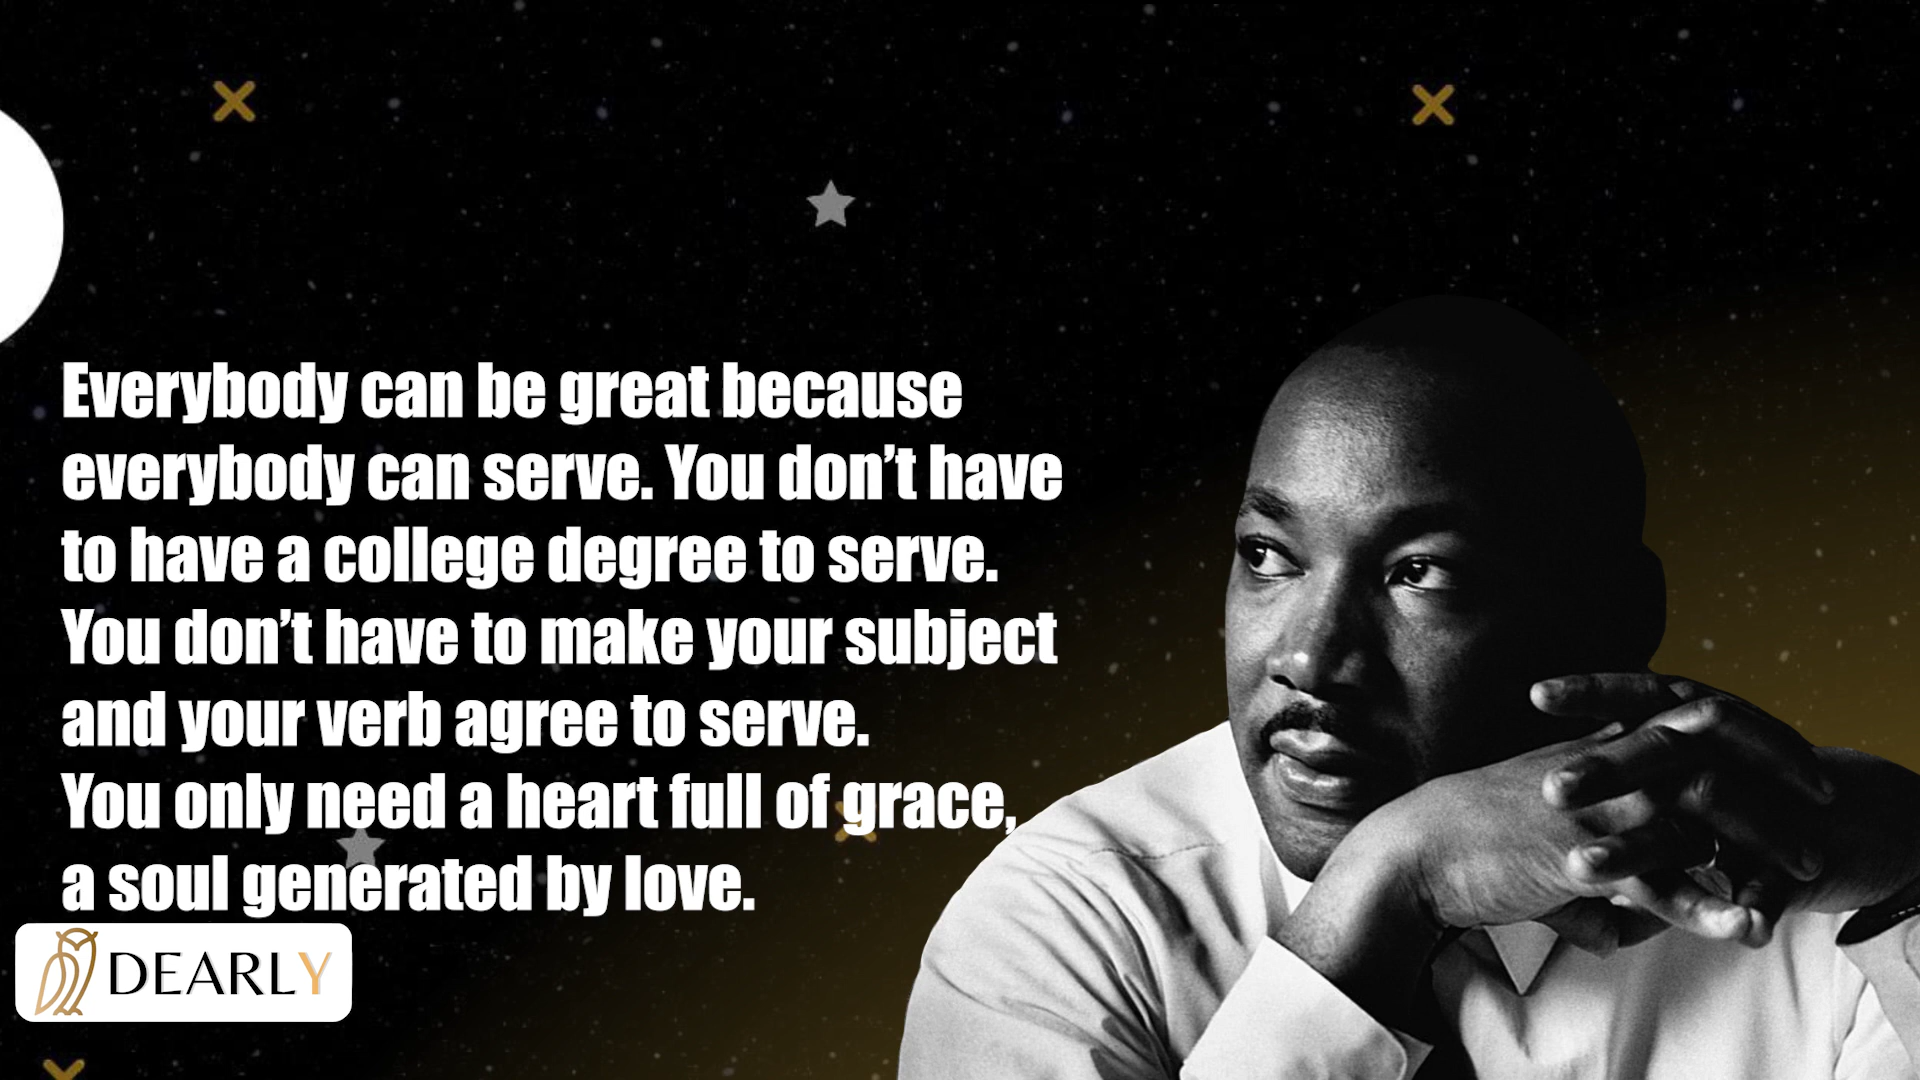 Everybody can be great because
everybody can serve. You don’t have
to have a college degree to serve.
You don’t have to make your subject
and your verb agree to serve.
You only need a heart full of grace,
a soul generated by love.
DEARLY